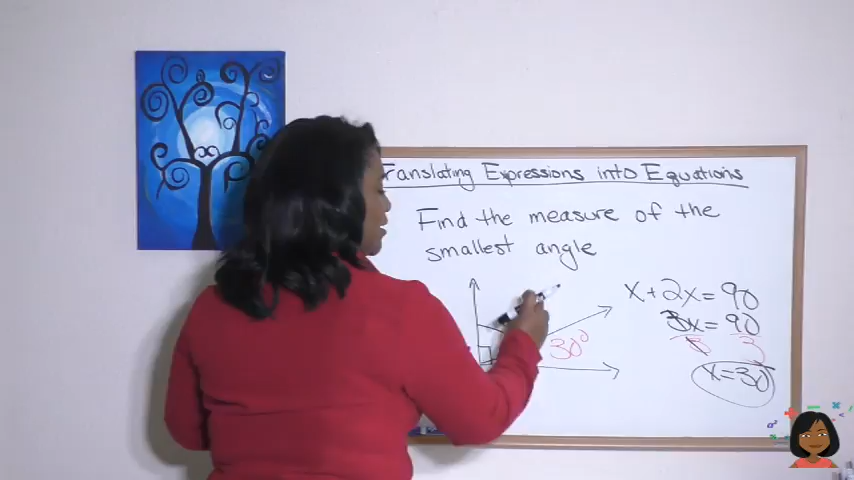 Translating Expressions into Equations
Find the measure of the
smallest angle
x + 2x = 90
3x = 90
3 3
x = 30
30°